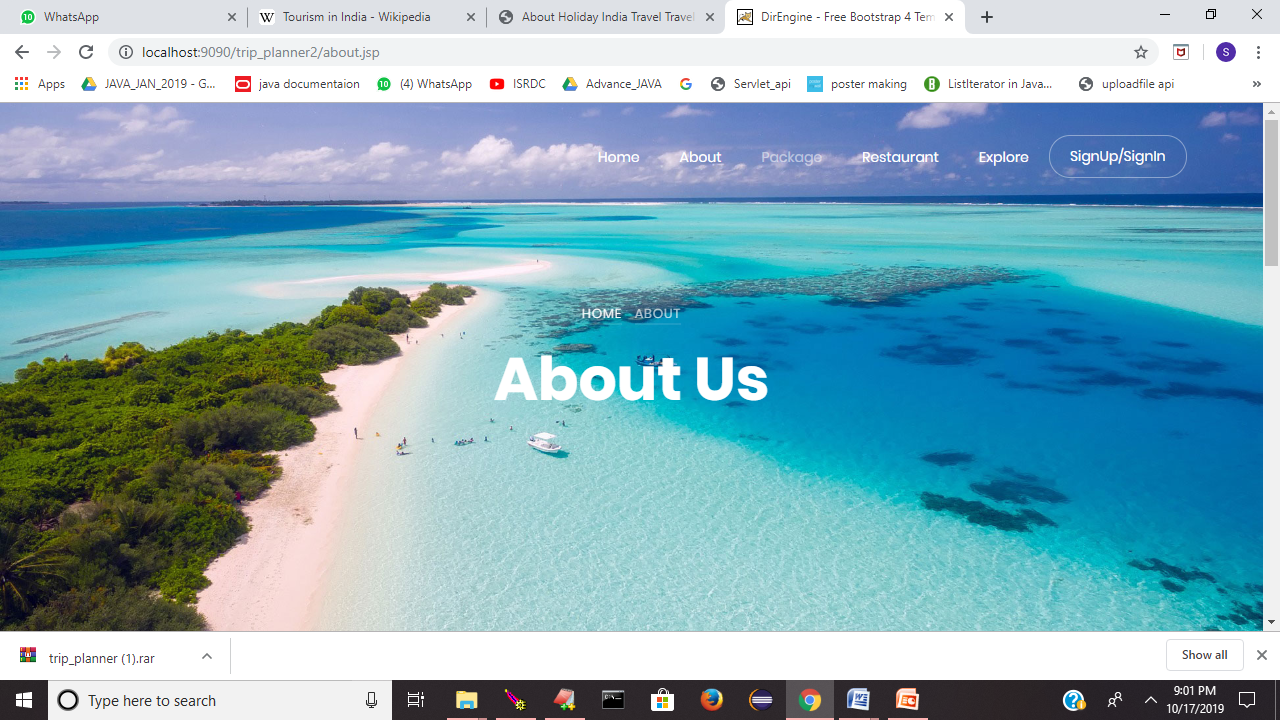 WhatsApp
Tourism in India - Wikipedia
About Holiday India Travel Travel
DirEngine - Free Bootstrap 4 Tem
localhost:9090/trip_planner2/about.jsp
S
Apps
JAVA_JAN_2019 - G...
java documentaion
(4) WhatsApp
ISRDC
Advance_JAVA
Servlet_api
poster making
ListIterator in Java...
uploadfile api
Home
About
Package
Restaurant
Explore
SignUp/SignIn
HOME
ABOUT
About Us
trip_planner (1).rar
Show all
Type here to search
9:01 PM
10/17/2019